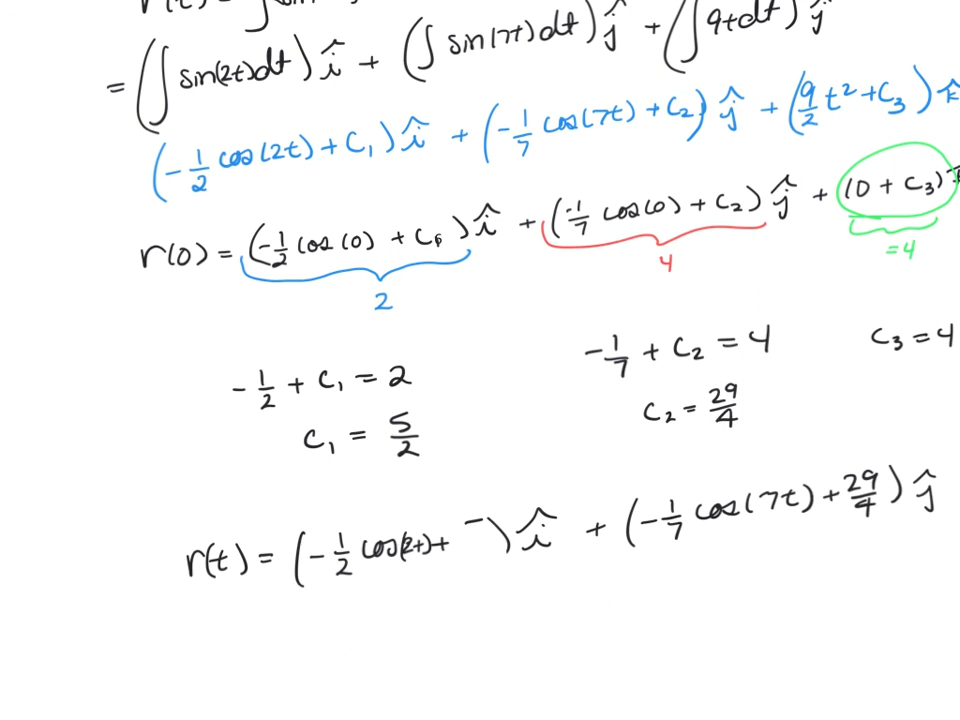 r(t) =
= (∫ sin(2t)dt) î + (∫ sin(7t)dt) ĵ + (∫ 9tdt) ĵ
(-1/2 cos(2t) + C₁) î + (-1/7 cos(7t) + C₂) ĵ + (9/2 t² + C₃) k̂
r(0) = (-1/2 cos(0) + C₁) î + (-1/7 cos(0) + C₂) ĵ + (0 + C₃)
2 4 = 4
-1/2 + C₁ = 2 -1/7 + C₂ = 4 C₃ = 4
C₁ = 5/2 C₂ = 29/4
r(t) = (-1/2 cos(2t) + ) î + (-1/7 cos(7t) + 29/4) ĵ